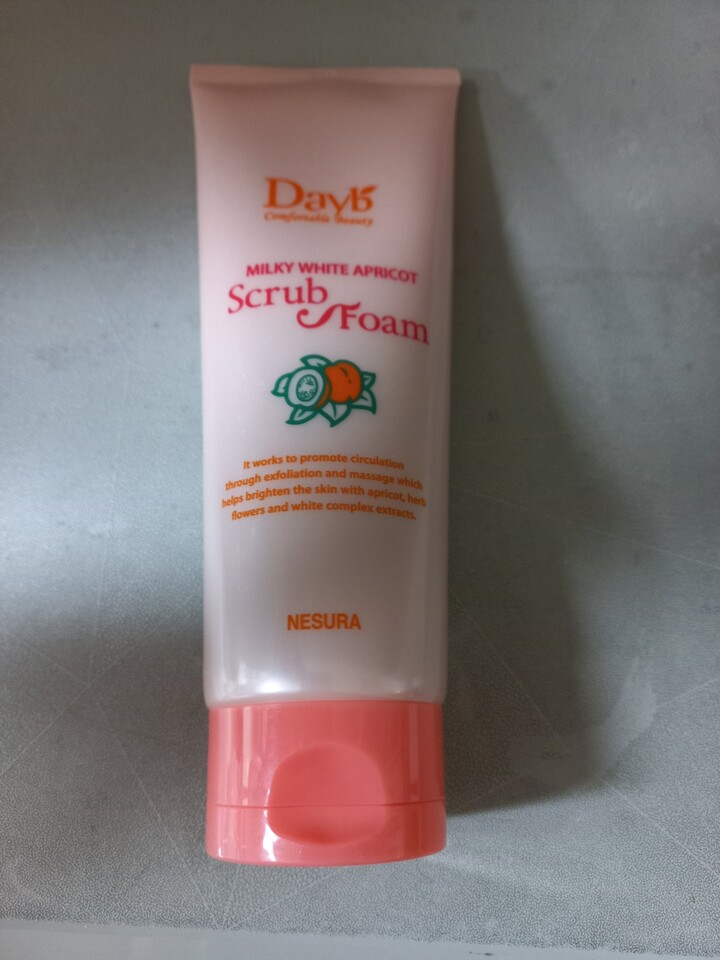 Dayb
Comfortable Beauty
MILKY WHITE APRICOT
Scrub
Foam
It works to promote circulation
through exfoliation and massage which
helps brighten the skin with apricot, herb
flowers and white complex extracts.
NESURA